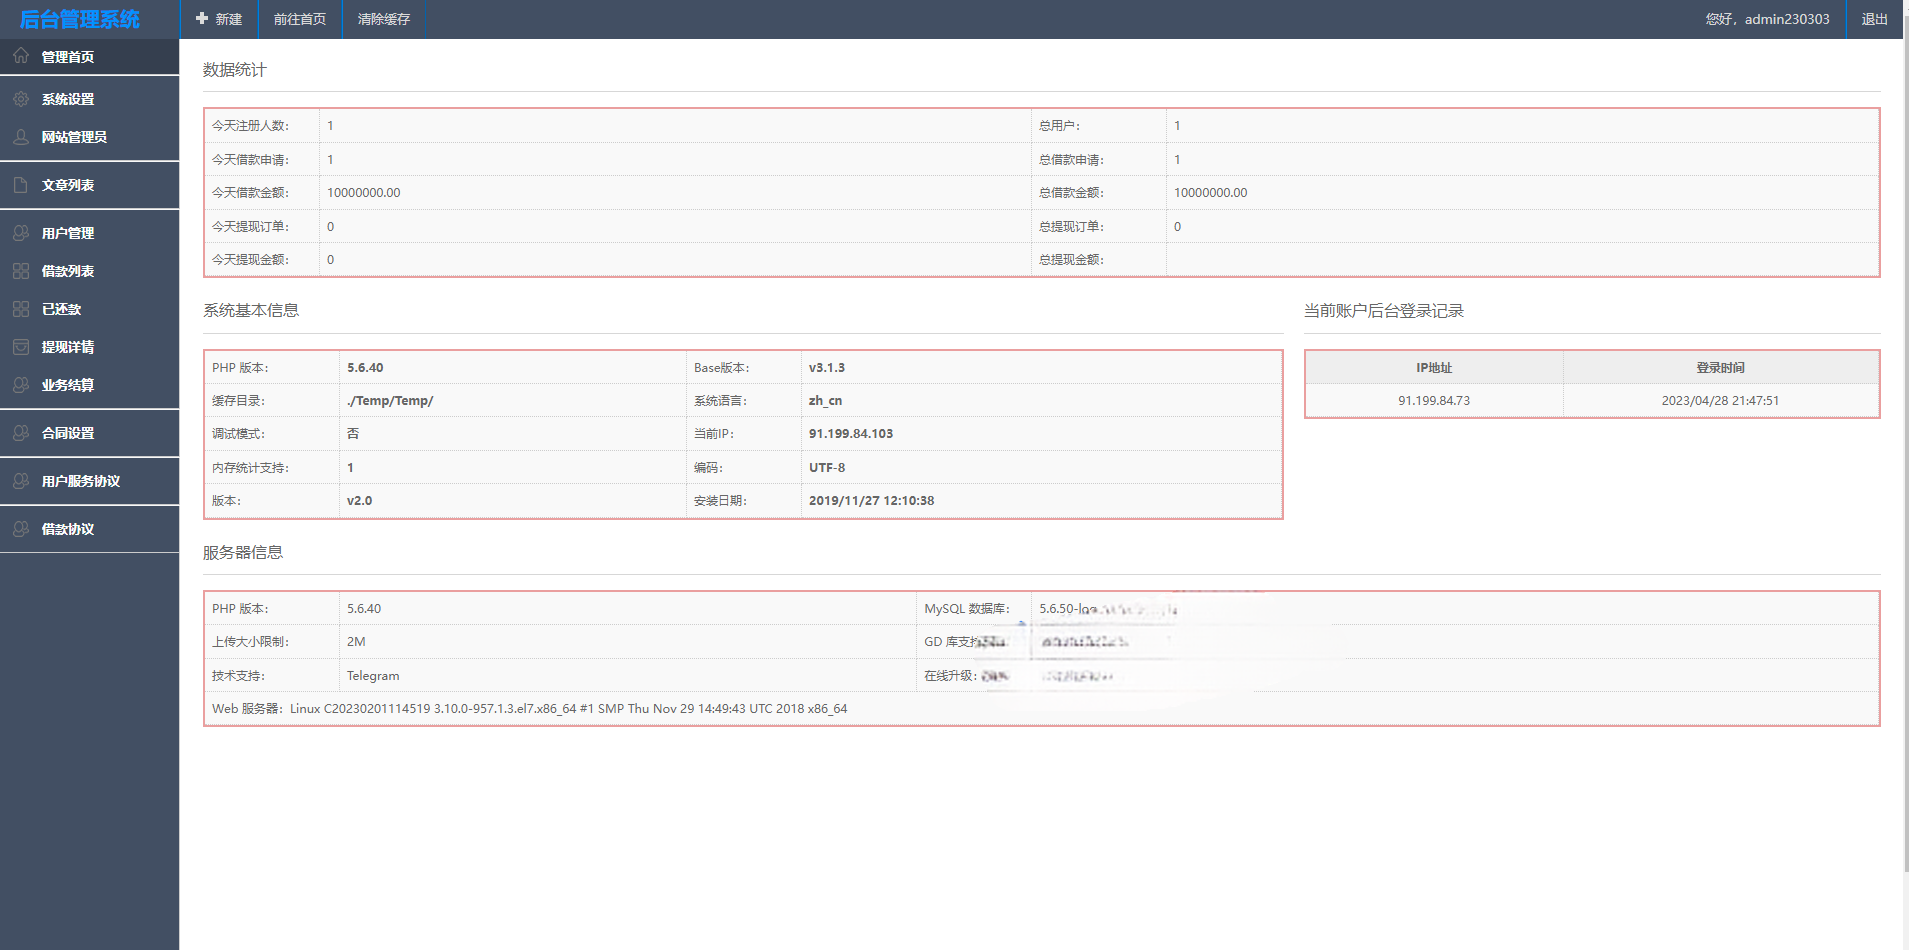 后台管理系统
新建 前往首页 清除缓存 您好，admin230303 退出
管理首页
系统设置
网站管理员
文章列表
用户管理
借款列表
已还款
提现详情
业务结算
合同设置
用户服务协议
借款协议
数据统计
今天注册人数： 1 总用户： 1
今天借款申请： 1 总借款申请： 1
今天借款金额： 10000000.00 总借款金额： 10000000.00
今天提现订单： 0 总提现订单： 0
今天提现金额： 0 总提现金额：
系统基本信息
PHP 版本： 5.6.40 Base版本： v3.1.3
缓存目录： ./Temp/Temp/ 系统语言： zh_cn
调试模式： 否 当前IP： 91.199.84.103
内存统计支持： 1 编码： UTF-8
版本： v2.0 安装日期： 2019/11/27 12:10:38
当前账户后台登录记录
IP地址 登录时间
91.199.84.73 2023/04/28 21:47:51
服务器信息
PHP 版本： 5.6.40 MySQL 数据库： 5.6.50-log
上传大小限制： 2M GD 库支持
技术支持： Telegram 在线升级：
Web 服务器： Linux C20230201114519 3.10.0-957.1.3.el7.x86_64 #1 SMP Thu Nov 29 14:49:43 UTC 2018 x86_64